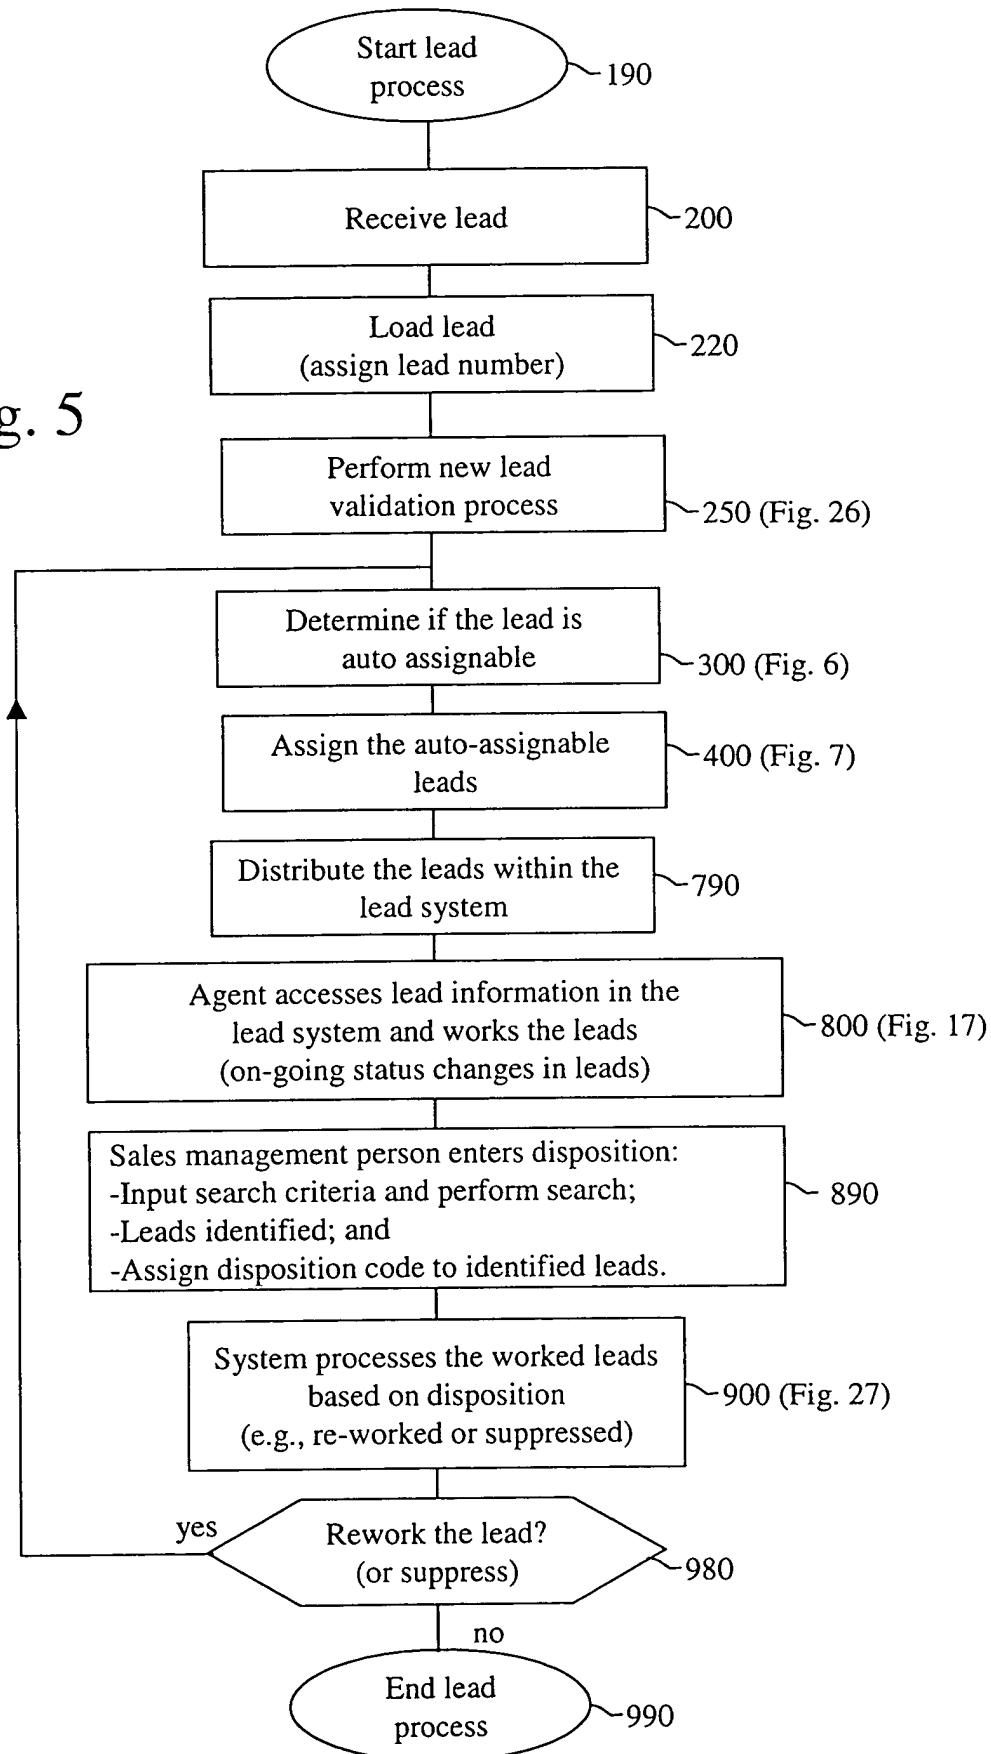 Start lead
process
190
Receive lead
200
Load lead
(assign lead number)
220
g. 5
Perform new lead
validation process
250 (Fig. 26)
Determine if the lead is
auto assignable
300 (Fig. 6)
Assign the auto-assignable
leads
400 (Fig. 7)
Distribute the leads within the
lead system
790
Agent accesses lead information in the
lead system and works the leads
(on-going status changes in leads)
800 (Fig. 17)
Sales management person enters disposition:
-Input search criteria and perform search;
-Leads identified; and
-Assign disposition code to identified leads.
890
System processes the worked leads
based on disposition
(e.g., re-worked or suppressed)
900 (Fig. 27)
yes
Rework the lead?
(or suppress)
980
no
End lead
process
990